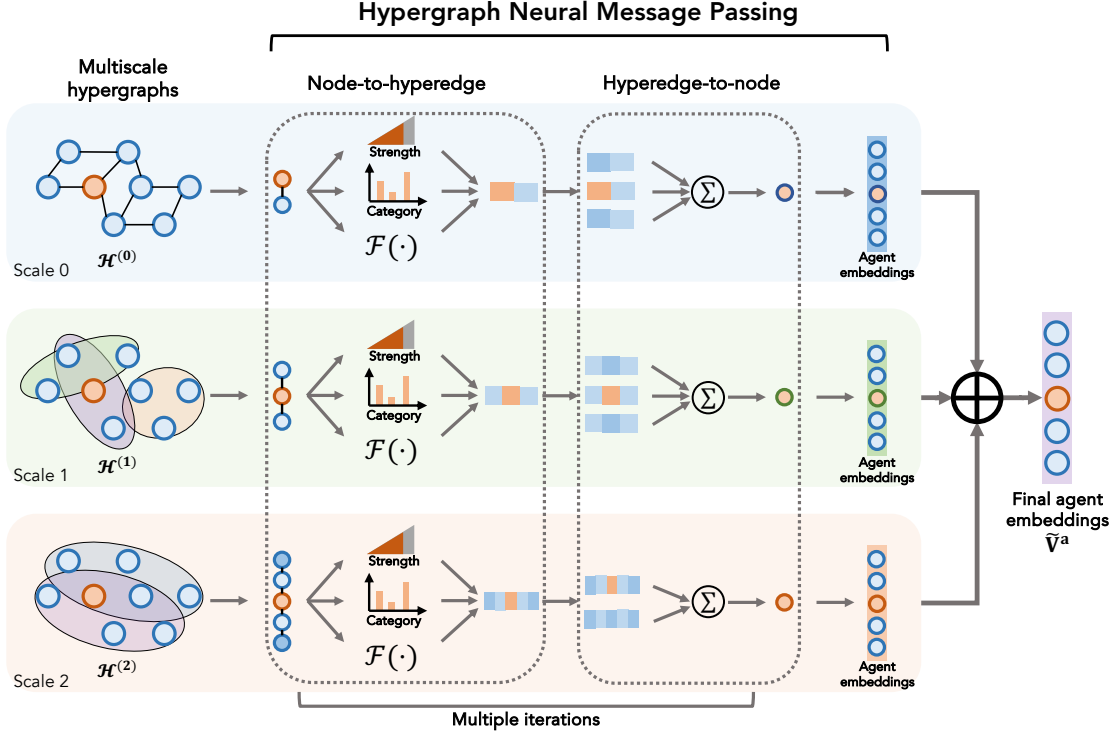 Hypergraph Neural Message Passing
Multiscale
hypergraphs
Node-to-hyperedge
Hyperedge-to-node
Strength
Category
ℱ(·)
Σ
𝓗⁽⁰⁾
Scale 0
Agent
embeddings
Strength
Category
ℱ(·)
Σ
𝓗⁽¹⁾
Scale 1
Agent
embeddings
Final agent
embeddings
Ṽᵃ
Strength
Category
ℱ(·)
Σ
𝓗⁽²⁾
Scale 2
Agent
embeddings
Multiple iterations